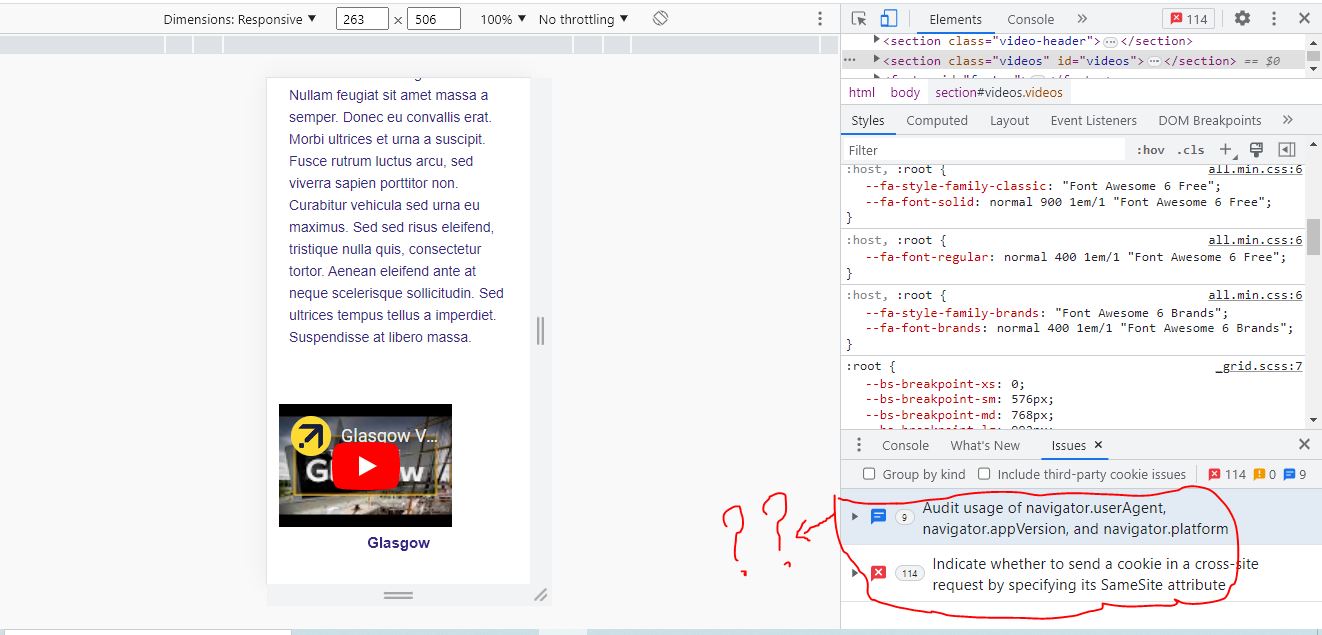 Dimensions: Responsive ▼ 263 × 506 100% ▼ No throttling ▼
Elements Console » 114
<section class="video-header"> … </section>
<section class="videos" id="videos"> … </section> == $0
html body section#videos.videos
Styles Computed Layout Event Listeners DOM Breakpoints »
Filter :hov .cls +
:host, :root { all.min.css:6
--fa-style-family-classic: "Font Awesome 6 Free";
--fa-font-solid: normal 900 1em/1 "Font Awesome 6 Free";
}
:host, :root { all.min.css:6
--fa-font-regular: normal 400 1em/1 "Font Awesome 6 Free";
}
:host, :root { all.min.css:6
--fa-style-family-brands: "Font Awesome 6 Brands";
--fa-font-brands: normal 400 1em/1 "Font Awesome 6 Brands";
}
:root { _grid.scss:7
--bs-breakpoint-xs: 0;
--bs-breakpoint-sm: 576px;
--bs-breakpoint-md: 768px;
Nullam feugiat sit amet massa a
semper. Donec eu convallis erat.
Morbi ultrices et urna a suscipit.
Fusce rutrum luctus arcu, sed
viverra sapien porttitor non.
Curabitur vehicula sed urna eu
maximus. Sed sed risus eleifend,
tristique nulla quis, consectetur
tortor. Aenean eleifend ante at
neque scelerisque sollicitudin. Sed
ultrices tempus tellus a imperdiet.
Suspendisse at libero massa.
Glasgow V...
Glasgow
Console What's New Issues ×
Group by kind Include third-party cookie issues 114 0 9
9 Audit usage of navigator.userAgent,
navigator.appVersion, and navigator.platform
114 Indicate whether to send a cookie in a cross-site
request by specifying its SameSite attribute
??